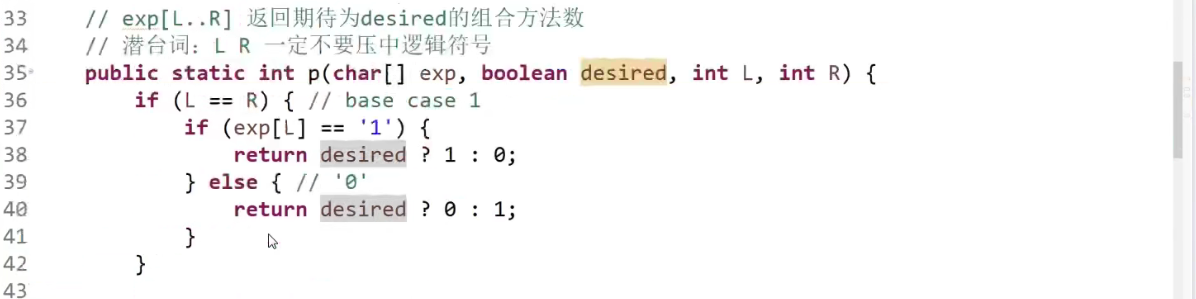 33 // exp[L..R] 返回期待为desired的组合方法数
34 // 潜台词：L R 一定不要压中逻辑符号
35 public static int p(char[] exp, boolean desired, int L, int R) {
36 if (L == R) { // base case 1
37 if (exp[L] == '1') {
38 return desired ? 1 : 0;
39 } else { // '0'
40 return desired ? 0 : 1;
41 }
42 }
43